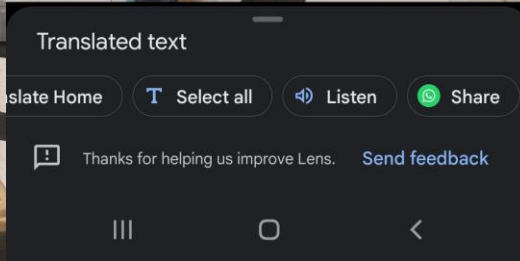 Translated text
slate Home
Select all
Listen
Share
Thanks for helping us improve Lens.
Send feedback